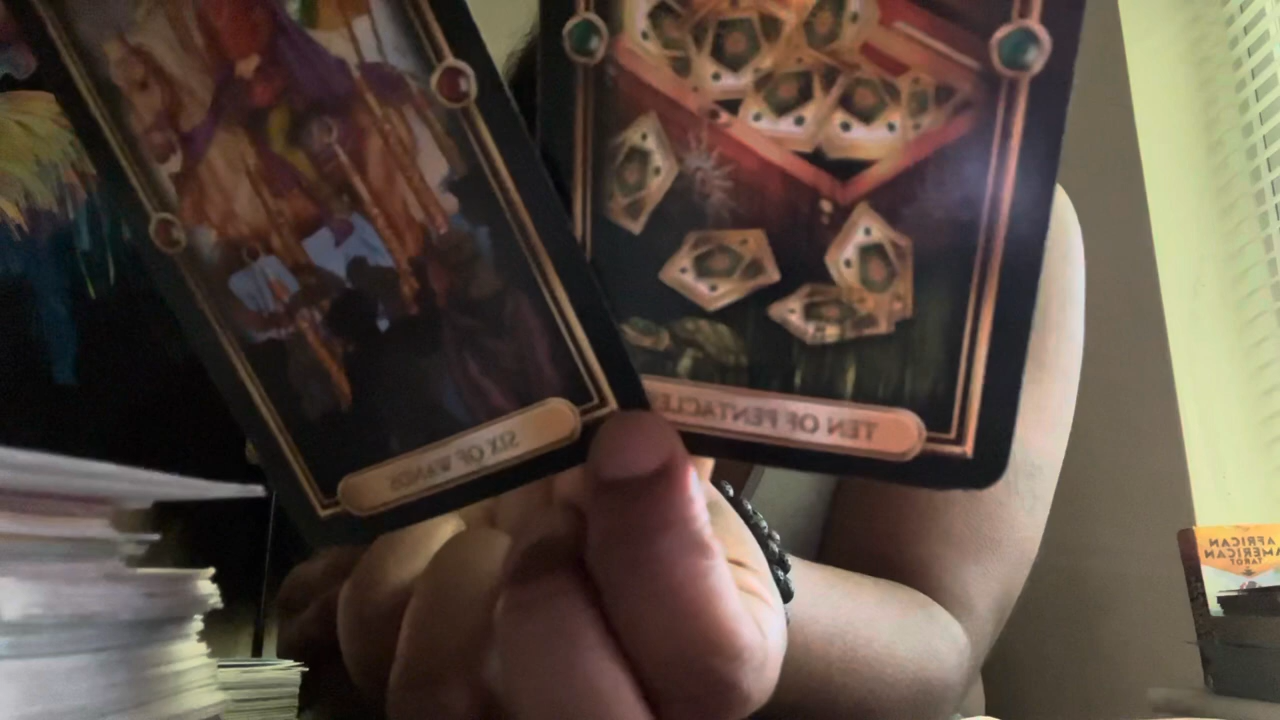 SIX OF WANDS
TEN OF PENTACLES
AFRICAN
AMERICAN
TAROT